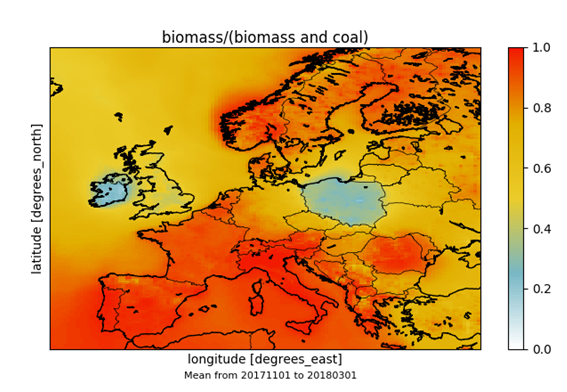 biomass/(biomass and coal)
1.0
0.8
0.6
0.4
0.2
0.0
latitude [degrees_north]
longitude [degrees_east]
Mean from 20171101 to 20180301